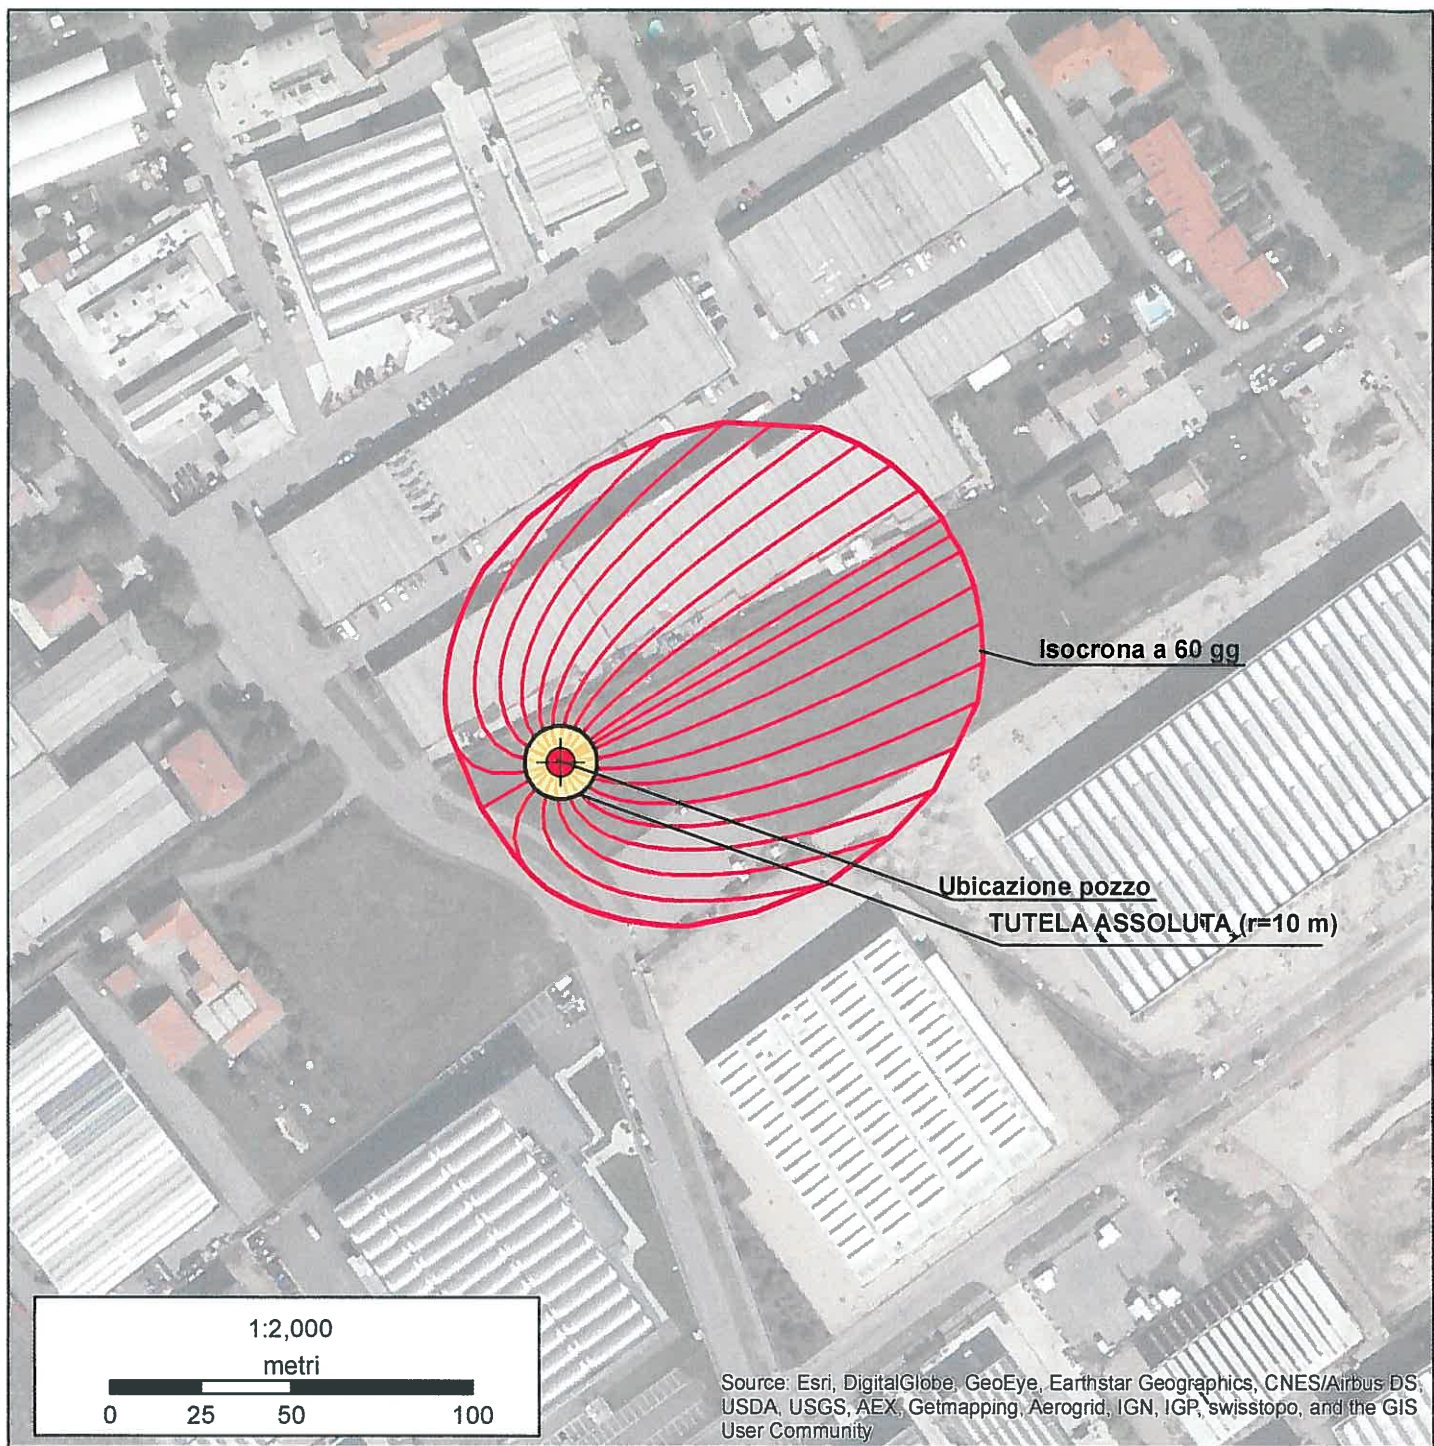 Isocrona a 60 gg
Ubicazione pozzo
TUTELA ASSOLUTA (r=10 m)
1:2,000
metri
0 25 50 100
Source: Esri, DigitalGlobe, GeoEye, Earthstar Geographics, CNES/Airbus DS,
USDA, USGS, AEX, Getmapping, Aerogrid, IGN, IGP, swisstopo, and the GIS
User Community